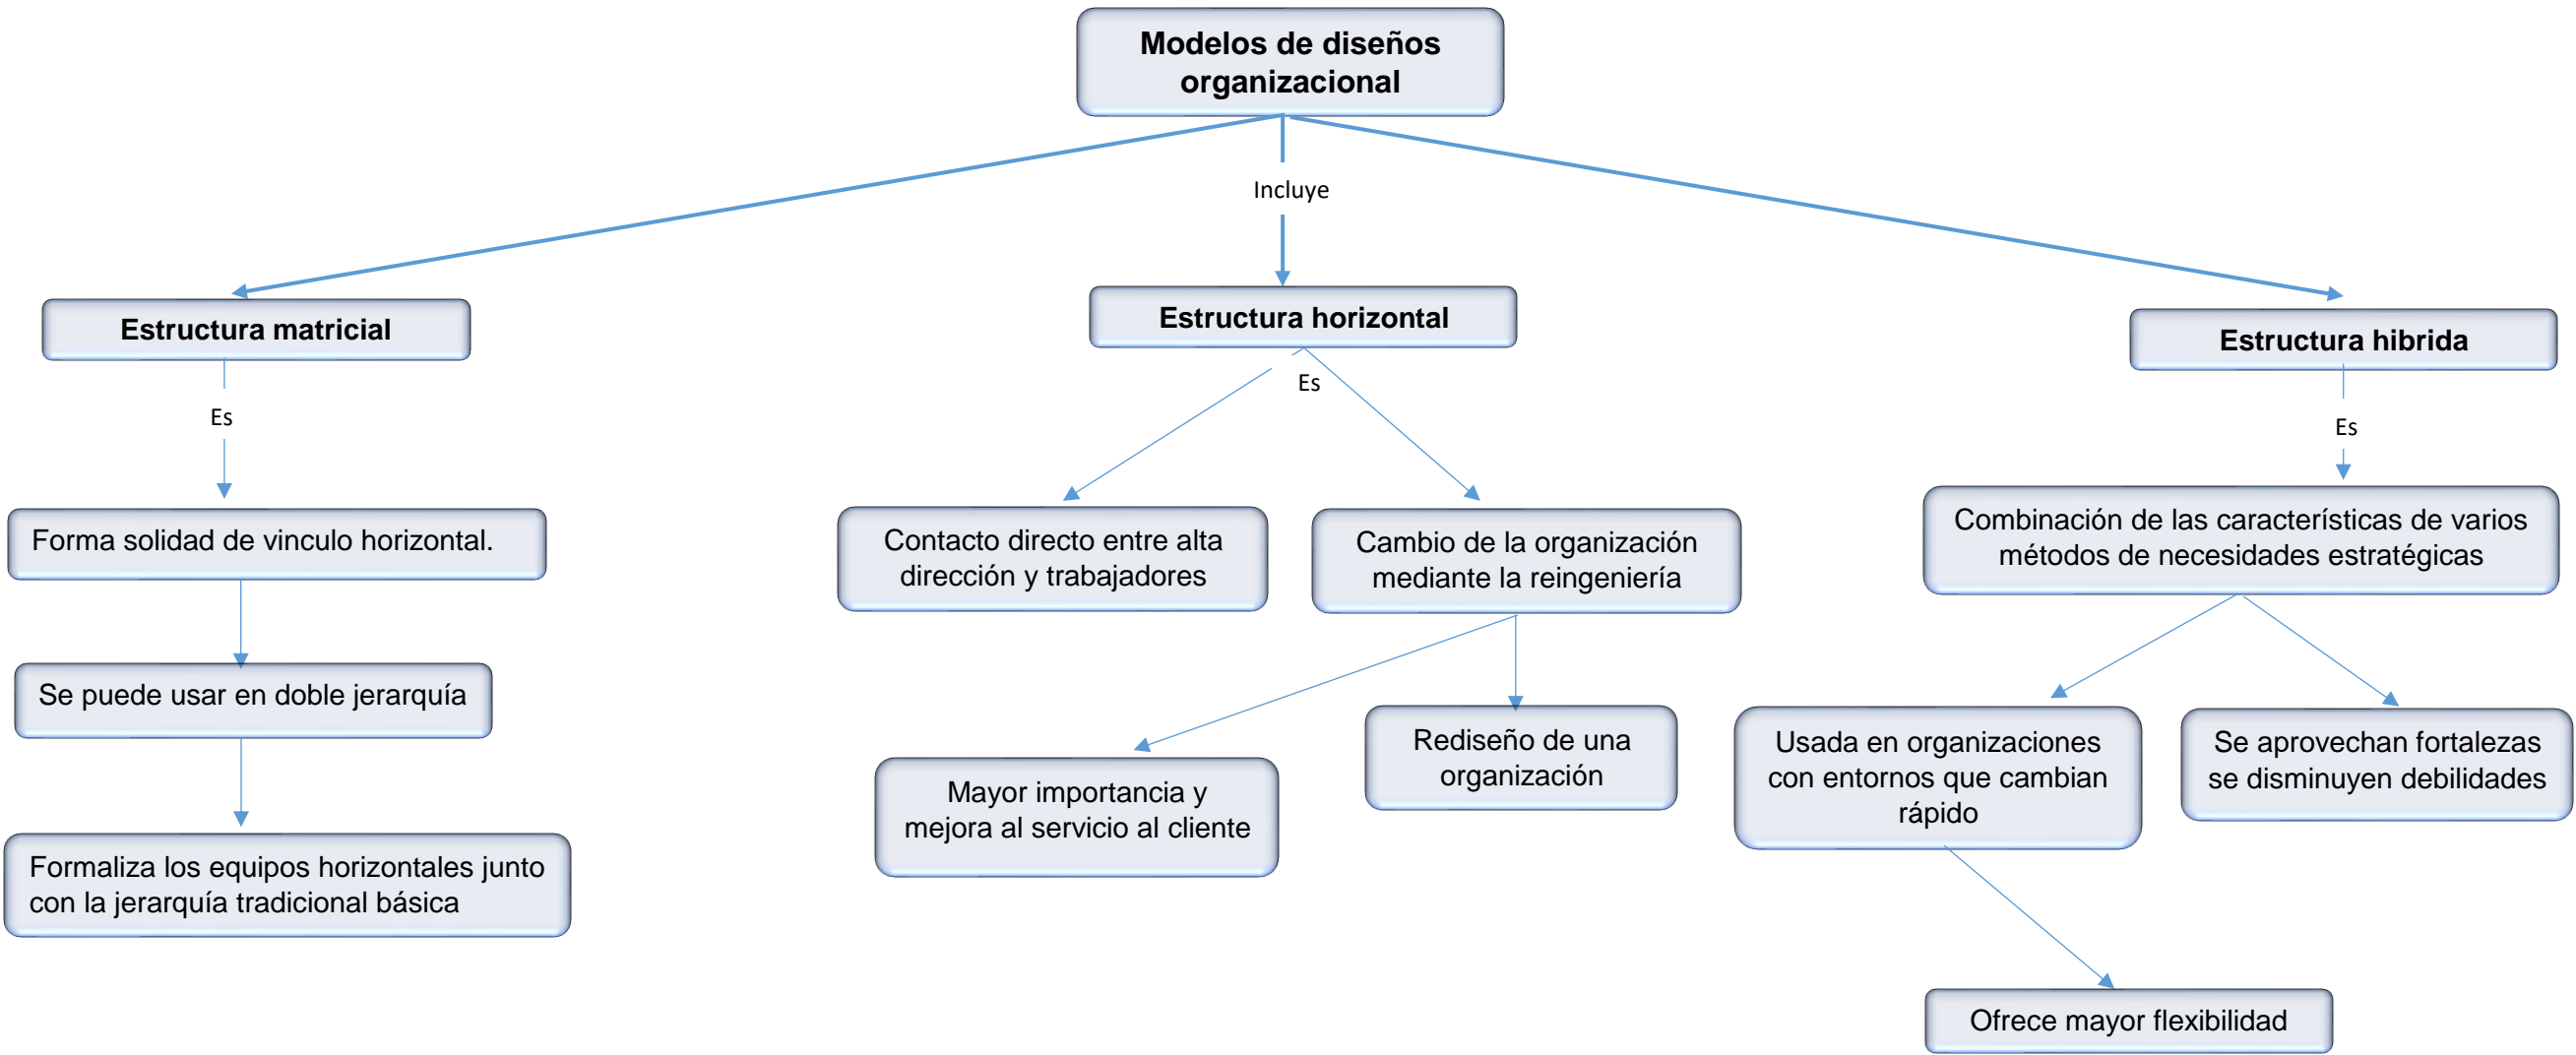 Modelos de diseños
organizacional
Incluye
Estructura matricial
Estructura horizontal
Estructura hibrida
Es
Es
Es
Forma solidad de vinculo horizontal.
Contacto directo entre alta
dirección y trabajadores
Cambio de la organización
mediante la reingeniería
Combinación de las características de varios
métodos de necesidades estratégicas
Se puede usar en doble jerarquía
Mayor importancia y
mejora al servicio al cliente
Rediseño de una
organización
Usada en organizaciones
con entornos que cambian
rápido
Se aprovechan fortalezas
se disminuyen debilidades
Formaliza los equipos horizontales junto
con la jerarquía tradicional básica
Ofrece mayor flexibilidad